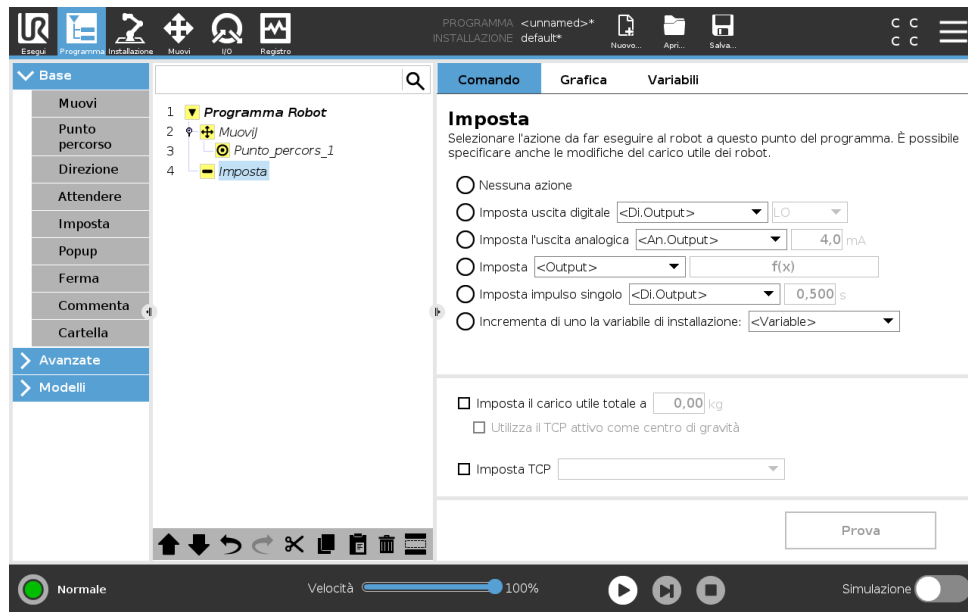 PROGRAMMA <unnamed>*
INSTALLAZIONE default*
Esegui Programma Installazione Muovi I/O Registro
Nuovo... Apri... Salva...
C C
C C
Base
Muovi
Punto
percorso
Direzione
Attendere
Imposta
Popup
Ferma
Commenta
Cartella
Avanzate
Modelli
1 Programma Robot
2 MuoviJ
3 Punto_percors_1
4 Imposta
Comando Grafica Variabili
Imposta
Selezionare l'azione da far eseguire al robot a questo punto del programma. È possibile
specificare anche le modifiche del carico utile dei robot.
Nessuna azione
Imposta uscita digitale <Di.Output> LO
Imposta l'uscita analogica <An.Output> 4,0 mA
Imposta <Output> f(x)
Imposta impulso singolo <Di.Output> 0,500 s
Incrementa di uno la variabile di installazione: <Variable>
Imposta il carico utile totale a 0,00 kg
Utilizza il TCP attivo come centro di gravità
Imposta TCP
Prova
Normale Velocità 100% Simulazione